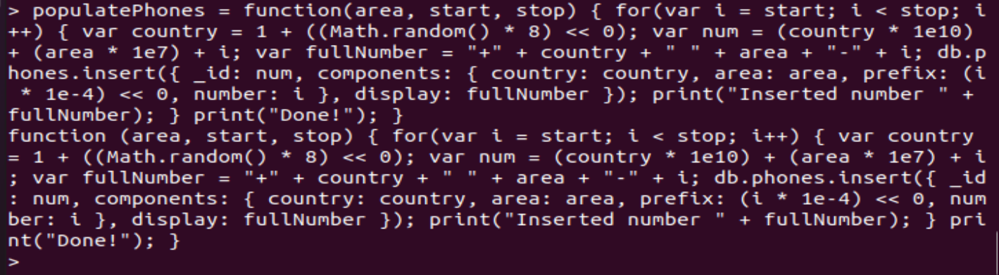 > populatePhones = function(area, start, stop) { for(var i = start; i < stop; i
++) { var country = 1 + ((Math.random() * 8) << 0); var num = (country * 1e10)
+ (area * 1e7) + i; var fullNumber = "+" + country + " " + area + "-" + i; db.p
hones.insert({ _id: num, components: { country: country, area: area, prefix: (i
 * 1e-4) << 0, number: i }, display: fullNumber }); print("Inserted number " +
fullNumber); } print("Done!"); }
function (area, start, stop) { for(var i = start; i < stop; i++) { var country
= 1 + ((Math.random() * 8) << 0); var num = (country * 1e10) + (area * 1e7) + i
; var fullNumber = "+" + country + " " + area + "-" + i; db.phones.insert({ _id
: num, components: { country: country, area: area, prefix: (i * 1e-4) << 0, num
ber: i }, display: fullNumber }); print("Inserted number " + fullNumber); } pri
nt("Done!"); }
>